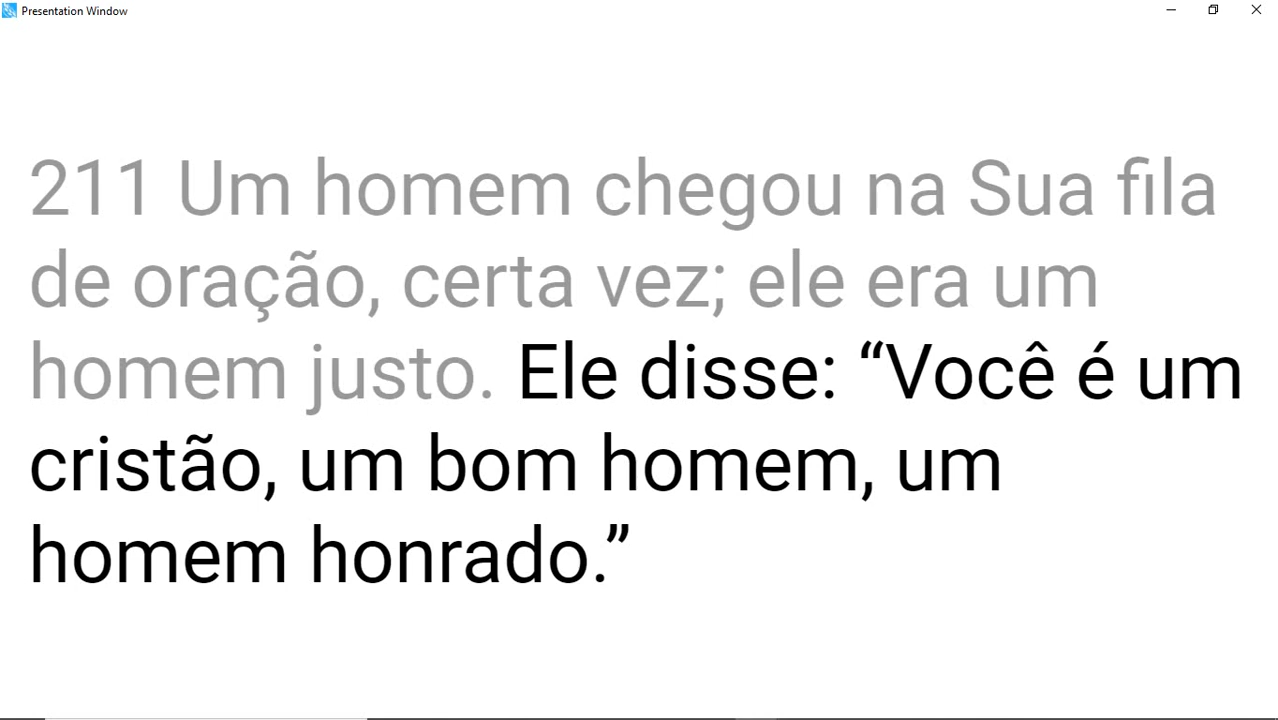 Presentation Window
211 Um homem chegou na Sua fila
de oração, certa vez; ele era um
homem justo. Ele disse: “Você é um
cristão, um bom homem, um
homem honrado.”